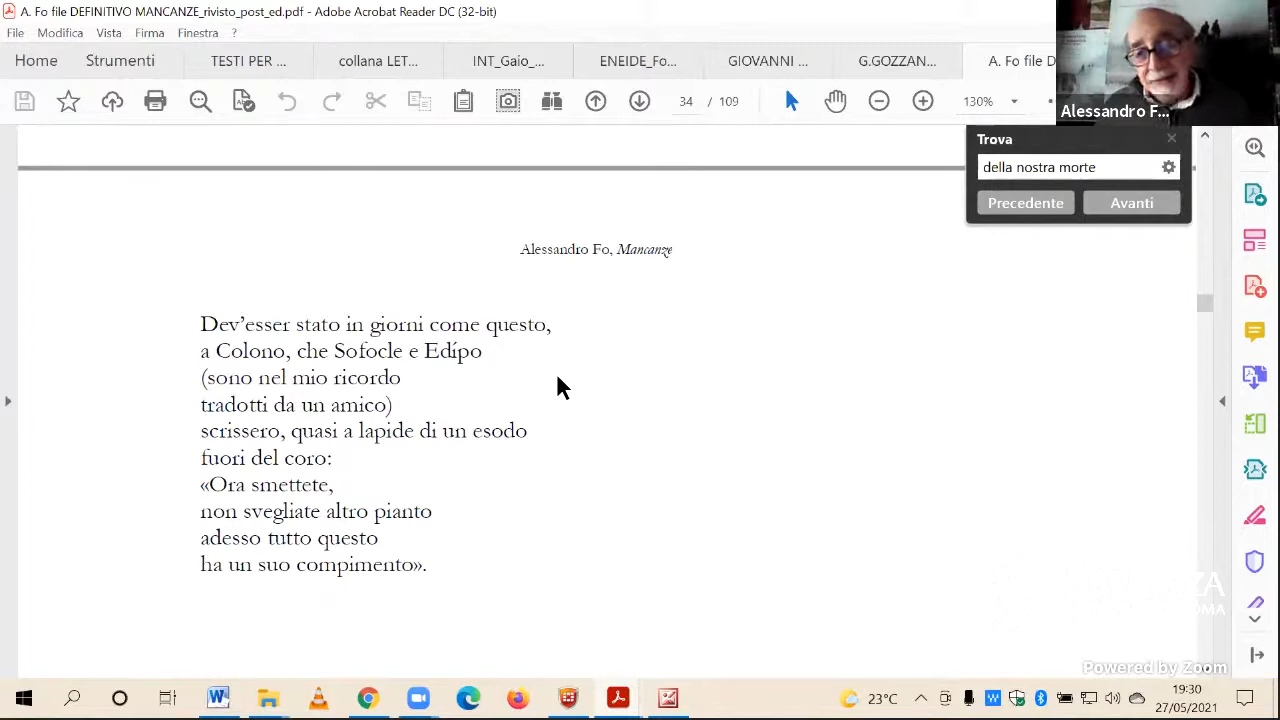 A. Fo file DEFINITIVO MANCANZE_rivisto_post_ed.pdf - Adobe Acrobat Reader DC (32-bit)
File Modifica Vista Firma Finestra ?
Home Strumenti TESTI PER ... collana LET... INT_Gaio_... ENEIDE_Fo... GIOVANNI ... G.GOZZAN... A. Fo file D
34 / 109 130%
Alessandro F...
Trova
della nostra morte
Precedente Avanti
Alessandro Fo, Mancanze
Dev'esser stato in giorni come questo,
a Colono, che Sofocle e Edípo
(sono nel mio ricordo
tradotti da un amico)
scrissero, quasi a lapide di un esodo
fuori del coro:
«Ora smettete,
non svegliate altro pianto
adesso tutto questo
ha un suo compimento».
Powered by Zoom
23°C 19:30
27/05/2021